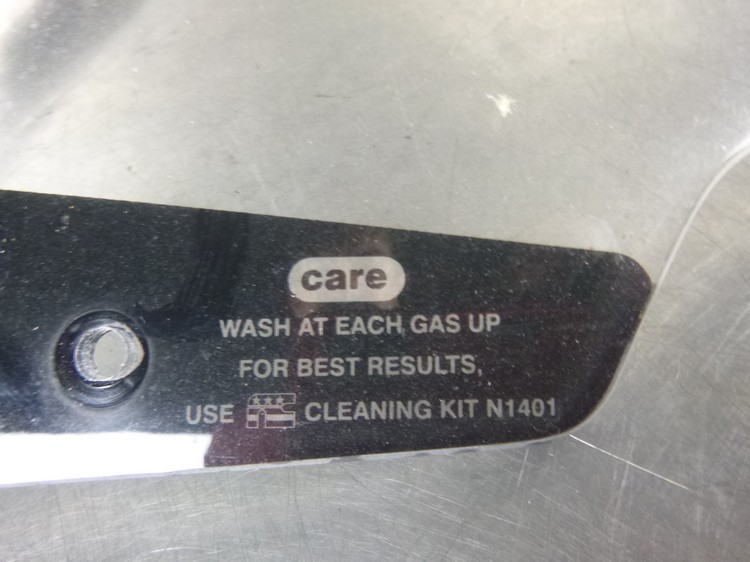 care
WASH AT EACH GAS UP
FOR BEST RESULTS,
USE CLEANING KIT N1401